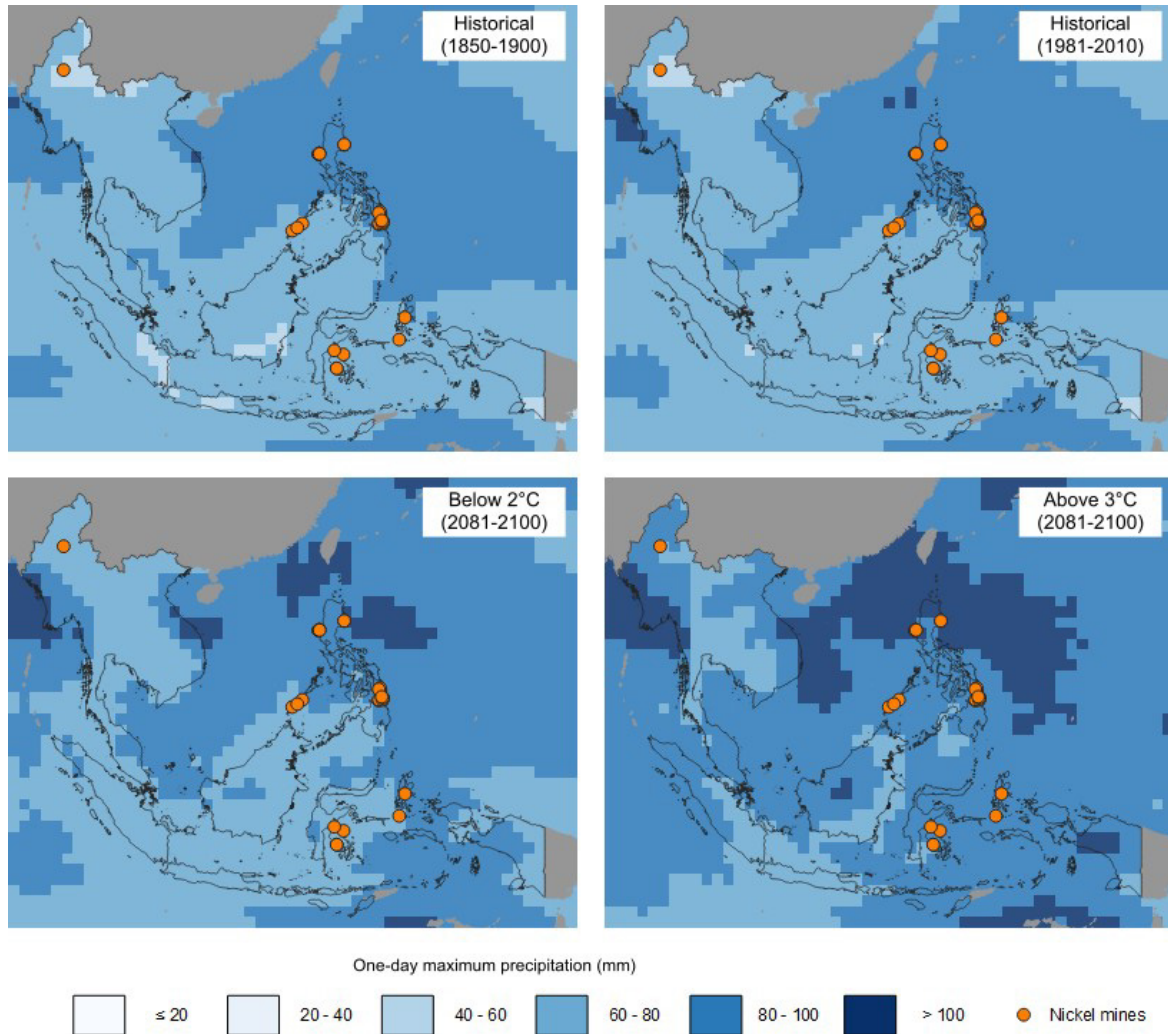 Historical
(1850-1900)
Historical
(1981-2010)
Below 2°C
(2081-2100)
Above 3°C
(2081-2100)
One-day maximum precipitation (mm)
≤ 20 20 - 40 40 - 60 60 - 80 80 - 100 > 100 Nickel mines